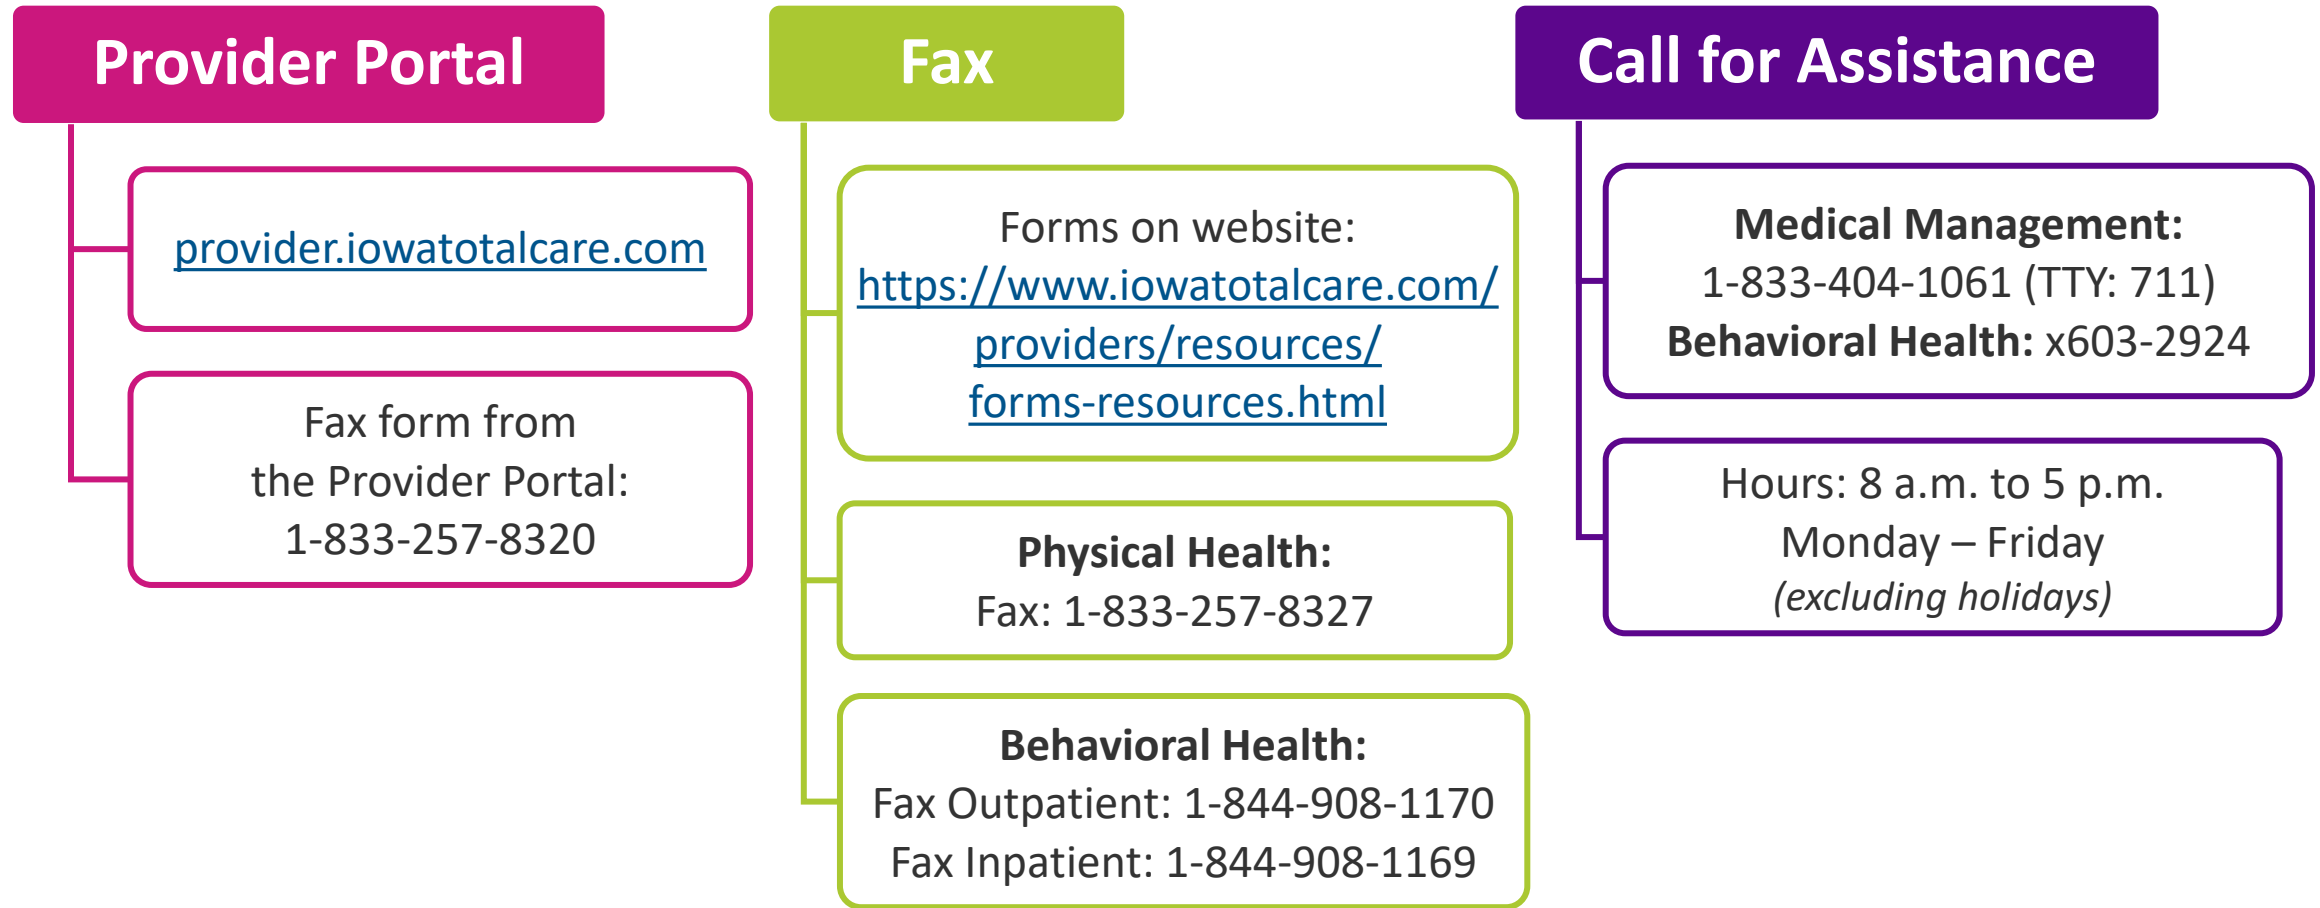 Provider Portal
provider.iowatotalcare.com
Fax form from
the Provider Portal:
1-833-257-8320
Fax
Forms on website:
https://www.iowatotalcare.com/
providers/resources/
forms-resources.html
Physical Health:
Fax: 1-833-257-8327
Behavioral Health:
Fax Outpatient: 1-844-908-1170
Fax Inpatient: 1-844-908-1169
Call for Assistance
Medical Management:
1-833-404-1061 (TTY: 711)
Behavioral Health: x603-2924
Hours: 8 a.m. to 5 p.m.
Monday – Friday
(excluding holidays)